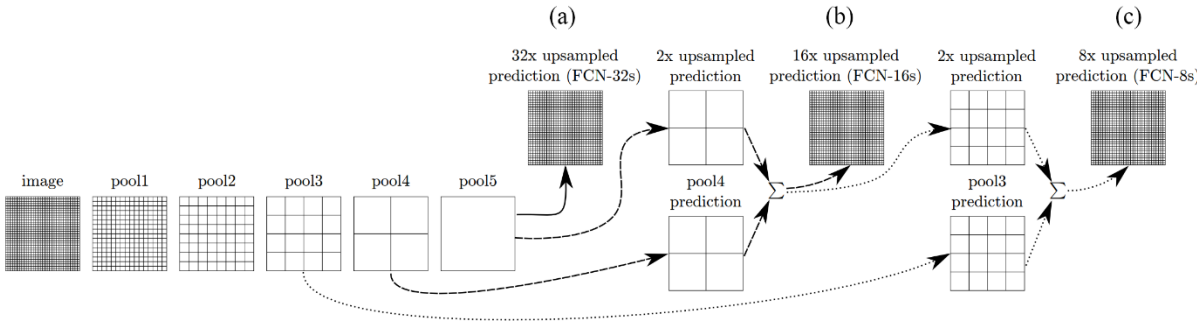 (a)
(b)
(c)
32x upsampled
prediction (FCN-32s)
2x upsampled
prediction
16x upsampled
prediction (FCN-16s)
2x upsampled
prediction
8x upsampled
prediction (FCN-8s)
image
pool1
pool2
pool3
pool4
pool5
pool4
prediction
pool3
prediction
Σ
Σ